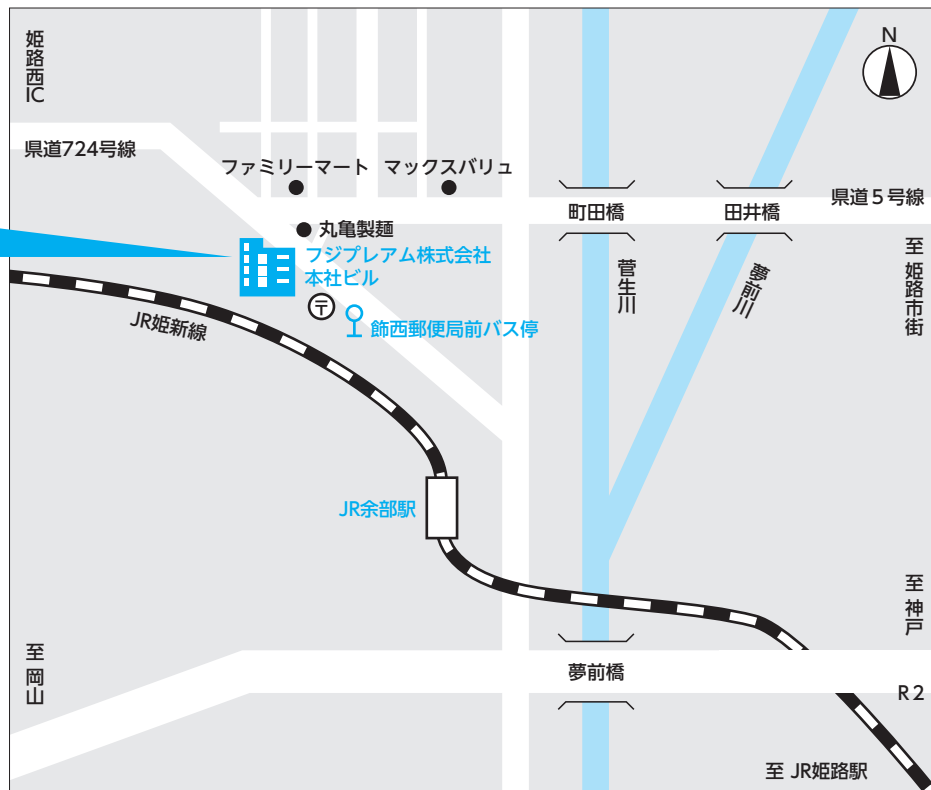 姫路西IC
N
県道724号線
ファミリーマート
マックスバリュ
県道5号線
町田橋
田井橋
丸亀製麺
フジプレアム株式会社
本社ビル
〒
飾西郵便局前バス停
JR姫新線
菅生川
夢前川
至 姫路市街
JR余部駅
至 神戸
至 岡山
夢前橋
R2
至 JR姫路駅